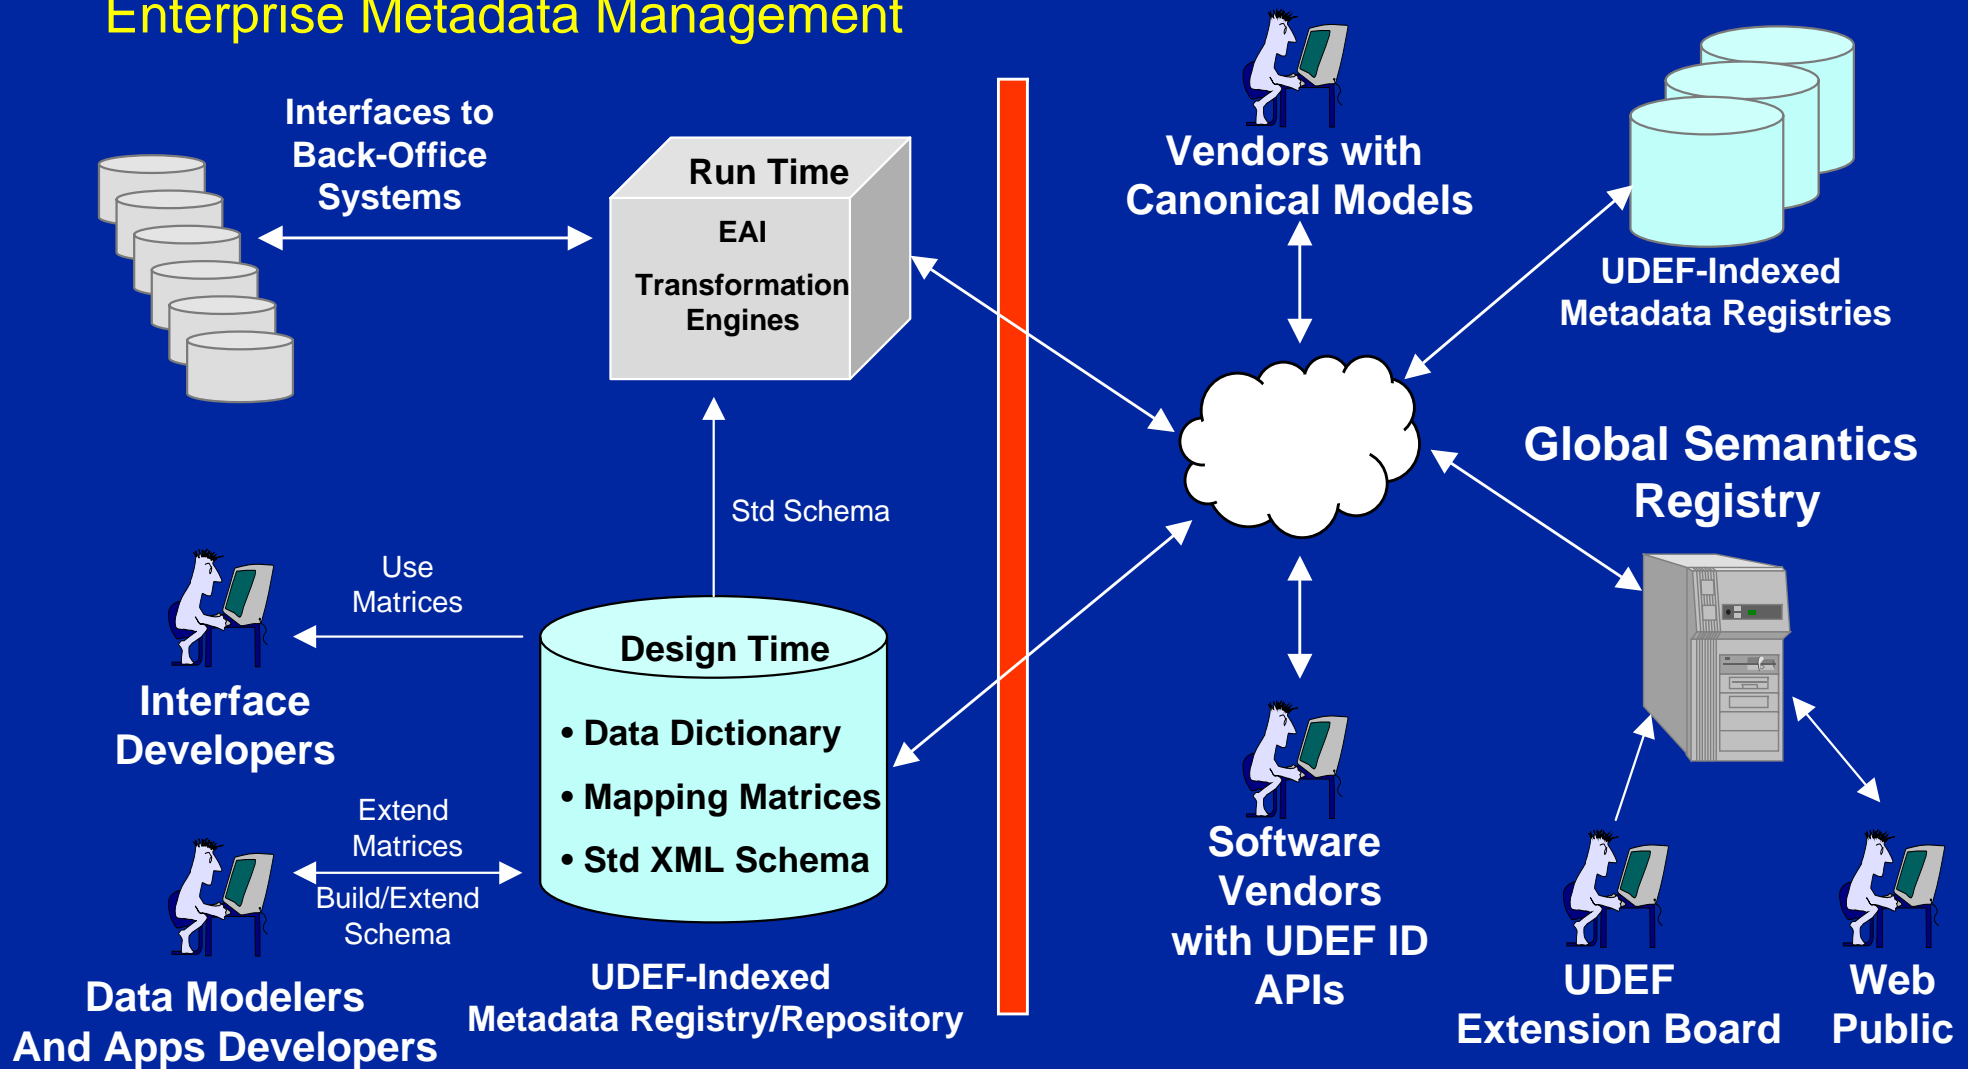 Enterprise Metadata Management
Interfaces to
Back-Office
Systems
Run Time
EAI
Transformation
Engines
Vendors with
Canonical Models
UDEF-Indexed
Metadata Registries
Global Semantics
Registry
Std Schema
Use
Matrices
Interface
Developers
Design Time
• Data Dictionary
• Mapping Matrices
• Std XML Schema
Extend
Matrices
Build/Extend
Schema
Data Modelers
And Apps Developers
UDEF-Indexed
Metadata Registry/Repository
Software
Vendors
with UDEF ID
APIs
UDEF
Extension Board
Web
Public